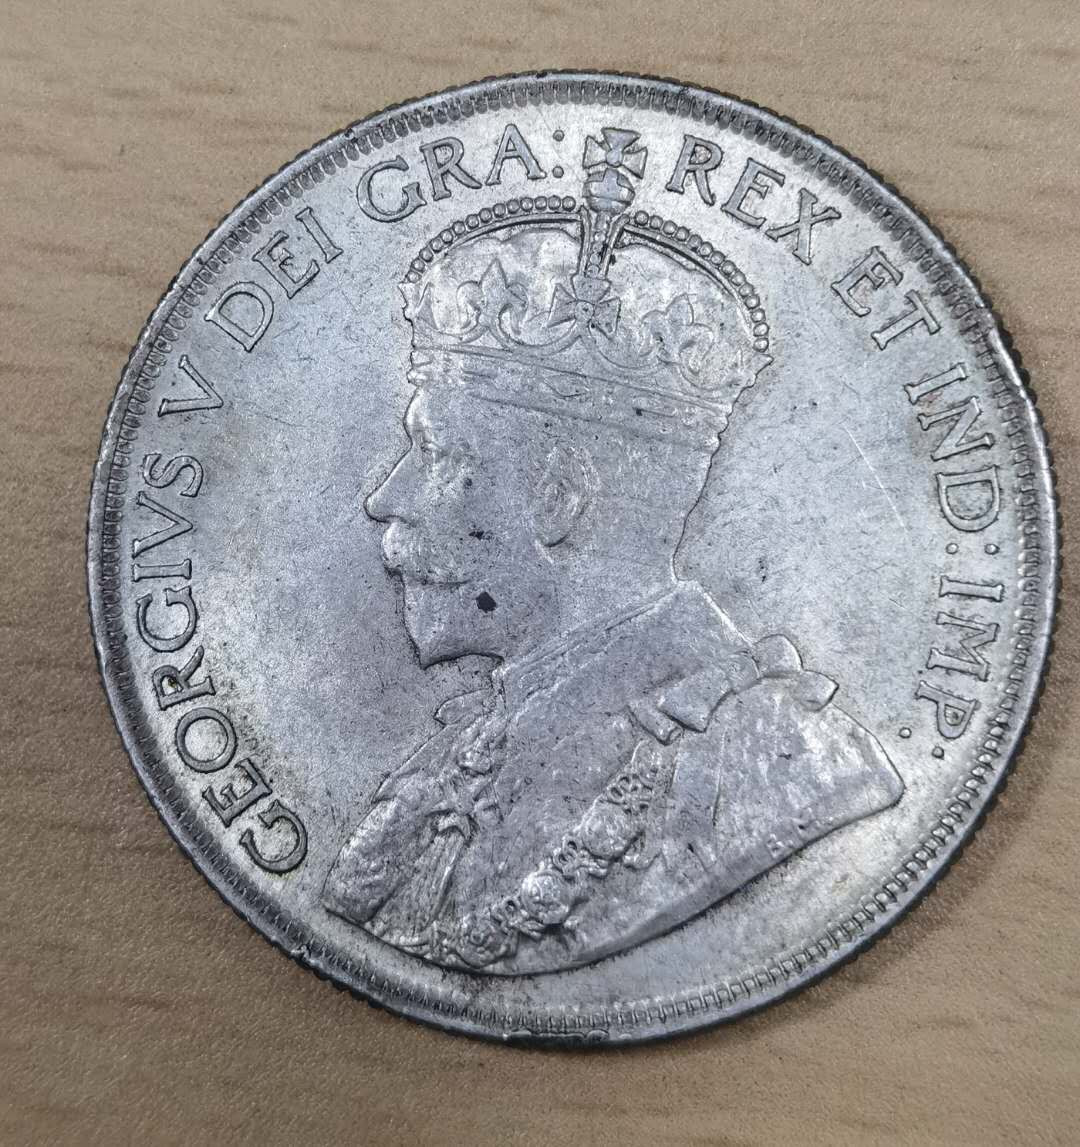 GEORGIVS V DEI GRA: REX ET IND: IMP: